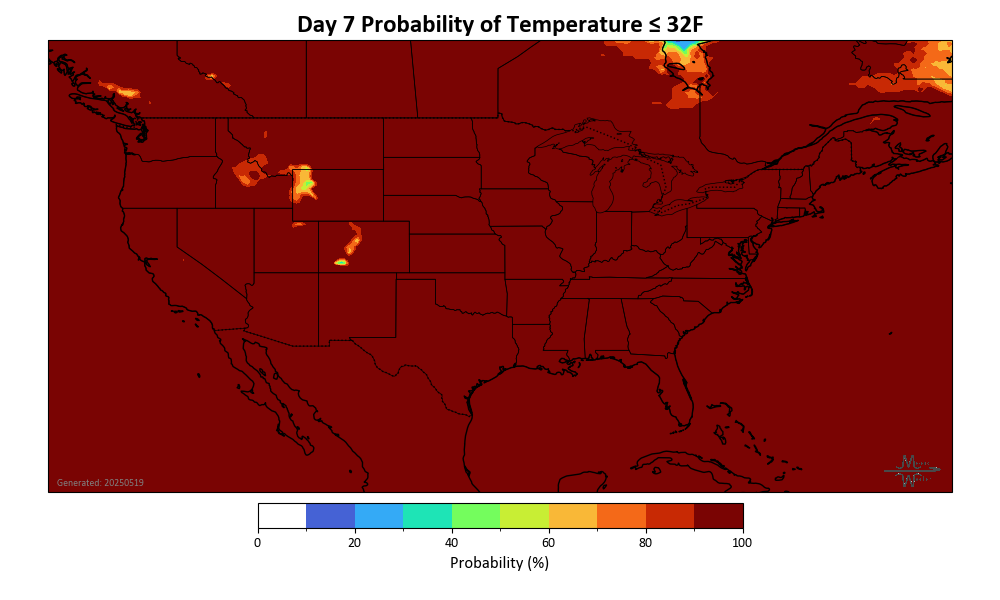 Day 7 Probability of Temperature ≤ 32F
Generated: 20250519
0 20 40 60 80 100
Probability (%)